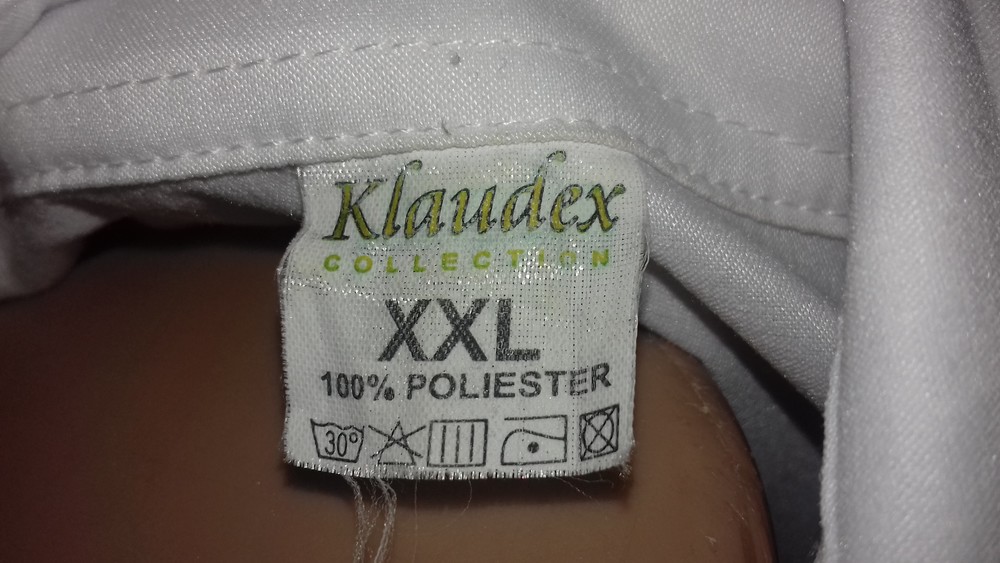 Klaudex
COLLECTION
XXL
100% POLIESTER
30°